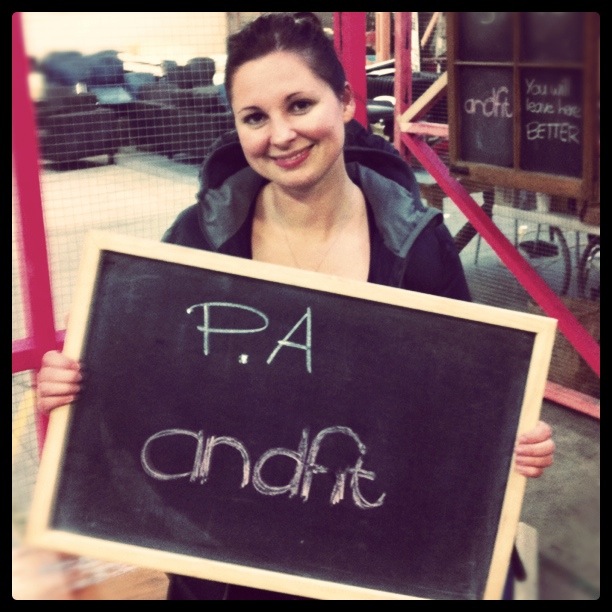 andfit
You will
leave here
BETTER
P.A
andfit